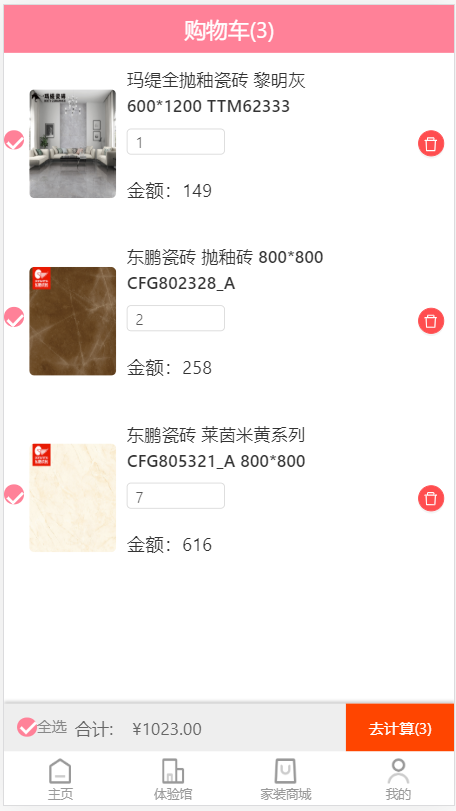 购物车(3)
玛缇全抛釉瓷砖 黎明灰
600*1200 TTM62333
1
金额：149
东鹏瓷砖 抛釉砖 800*800
CFG802328_A
2
金额：258
东鹏瓷砖 莱茵米黄系列
CFG805321_A 800*800
7
金额：616
全选 合计: ¥1023.00 去计算(3)
主页 体验馆 家装商城 我的